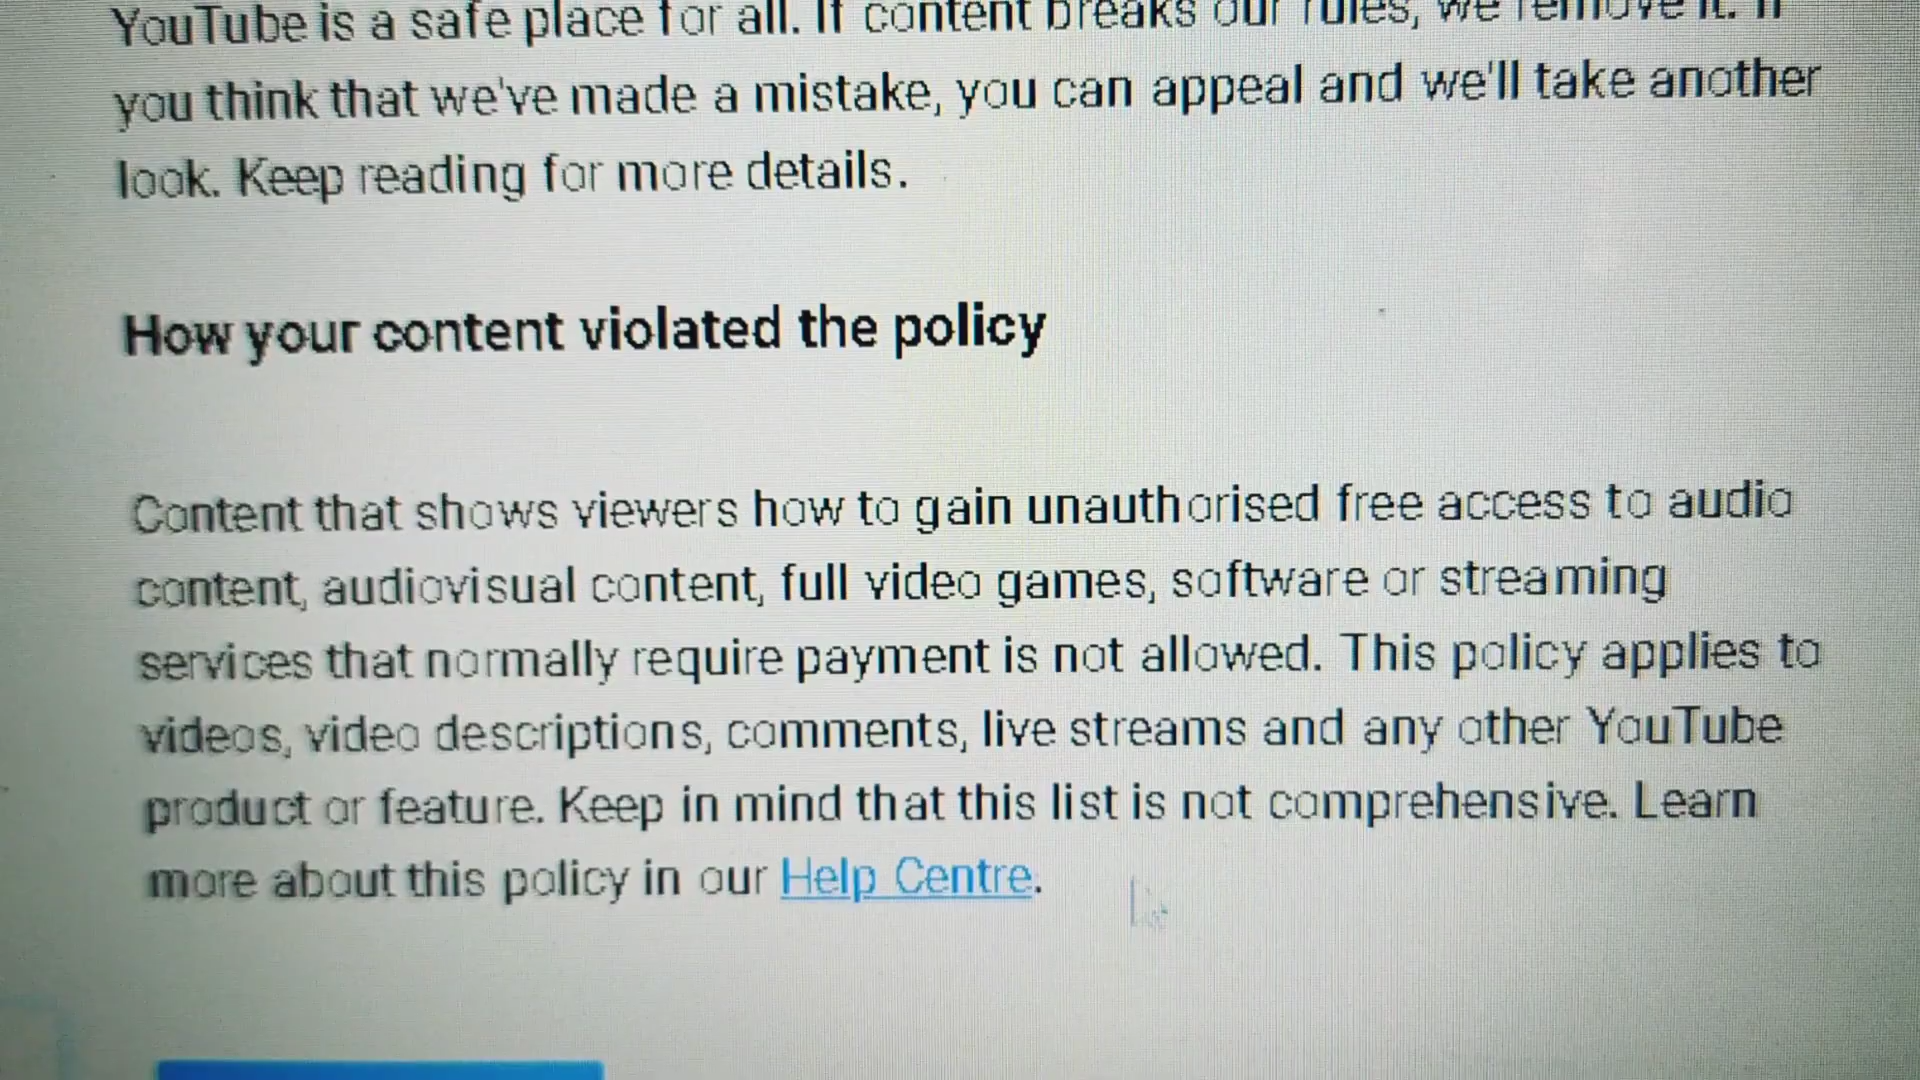 YouTube is a safe place for all. If content breaks our rules, we remove it. If
you think that we've made a mistake, you can appeal and we'll take another
look. Keep reading for more details.
How your content violated the policy
Content that shows viewers how to gain unauthorised free access to audio
content, audiovisual content, full video games, software or streaming
services that normally require payment is not allowed. This policy applies to
videos, video descriptions, comments, live streams and any other YouTube
product or feature. Keep in mind that this list is not comprehensive. Learn
more about this policy in our Help Centre.